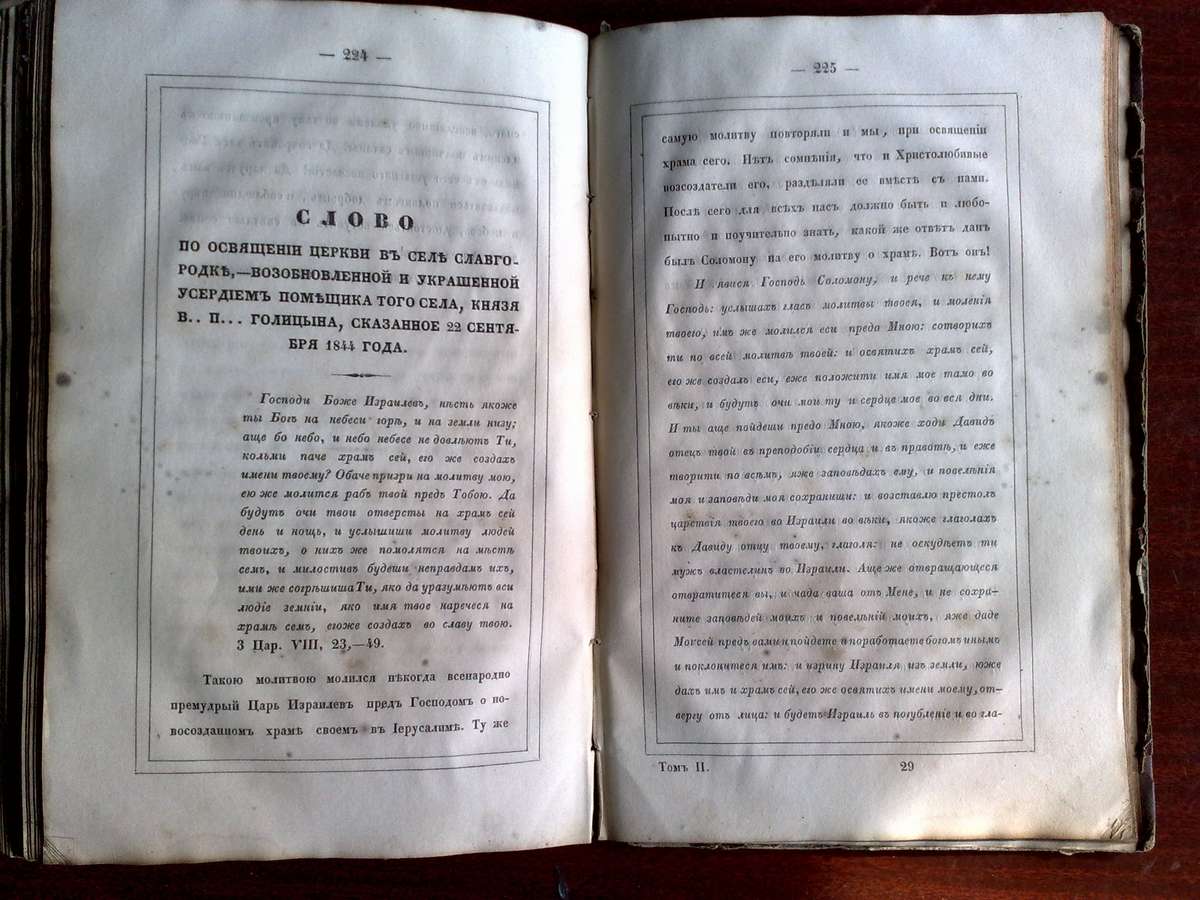 — 224 —
СЛОВО
ПО ОСВЯЩЕНІИ ЦЕРКВИ ВЪ СЕЛѢ СЛАВГО-
РОДКѢ,—ВОЗОБНОВЛЕННОЙ И УКРАШЕННОЙ
УСЕРДІЕМЪ ПОМѢЩИКА ТОГО СЕЛА, КНЯЗЯ
В.. П... ГОЛИЦЫНА, СКАЗАННОЕ 22 СЕНТЯ-
БРЯ 1844 ГОДА.
Господи Боже Израилевъ, нѣсть якоже
ты Богъ на небеси горѣ, и на земли низу;
аще бо небо, и небо небесе не довлѣютъ Ти,
кольми паче храмъ сей, его же создахъ
имени твоему? Обаче призри на молитву мою,
ею же молится рабъ твой предъ Тобою. Да
будутъ очи твои отверсты на храмъ сей
день и нощь, и услышиши молитву людей
твоихъ, о нихъ же помолятся на мѣстѣ
семъ, и милостивъ будеши неправдамъ ихъ,
ими же согрѣшиша Ти, яко да уразумѣютъ вси
людіе земніи, яко имя твое наречеся на
храмѣ семъ, егоже создахъ во славу твою.
3 Цар. VIII, 23,—49.
Такою молитвою молился нѣкогда всенародно
премудрый Царь Израилевъ предъ Господомъ о но-
восозданномъ храмѣ своемъ въ Іерусалимѣ. Ту же
— 225 —
самую молитву повторяли и мы, при освященіи
храма сего. Нѣтъ сомнѣнія, что и Христолюбивые
возсоздатели его, раздѣляли ее вмѣстѣ съ нами.
Послѣ сего для всѣхъ насъ должно быть и любо-
пытно и поучительно знать, какой же отвѣтъ данъ
былъ Соломону на его молитву о храмѣ. Вотъ онъ!
И явися Господь Соломону, и рече къ нему
Господь: услышахъ гласъ молитвы твоея, и моленія
твоего, имъ же молился еси предъ Мною: сотворихъ
ти по всей молитвѣ твоей: и освятихъ храмъ сей,
его же создалъ еси, еже положити имя мое тамо во
вѣки, и будутъ очи мои ту и сердце мое во вся дни.
И ты аще пойдеши предо Мною, якоже ходи Давидъ
отецъ твой въ преподобіи сердца и въ правотѣ, и еже
творити по всѣмъ, яже заповѣдахъ ему, и повелѣнія
моя и заповѣди моя сохраниши: и возставлю престолъ
царствія твоего во Израили во вѣки, якоже глаголахъ
къ Давиду отцу твоему, глаголя: не оскудѣетъ ти
мужъ властелинъ во Израили. Аще же отвращающеся
отвратитеся вы, и чада ваша отъ Мене, и не сохра-
ните заповѣдей моихъ и повелѣній моихъ, яже даде
Моѵсей предъ вами и пойдете и поработаете богомъ инымъ
и поклонитеся имъ: и изрину Израиля изъ земли, юже
дахъ имъ и храмъ сей, его же освятихъ имени моему, от-
вергу отъ лица: и будетъ Израиль въ погубленіе и во гла-
Томъ II.
29